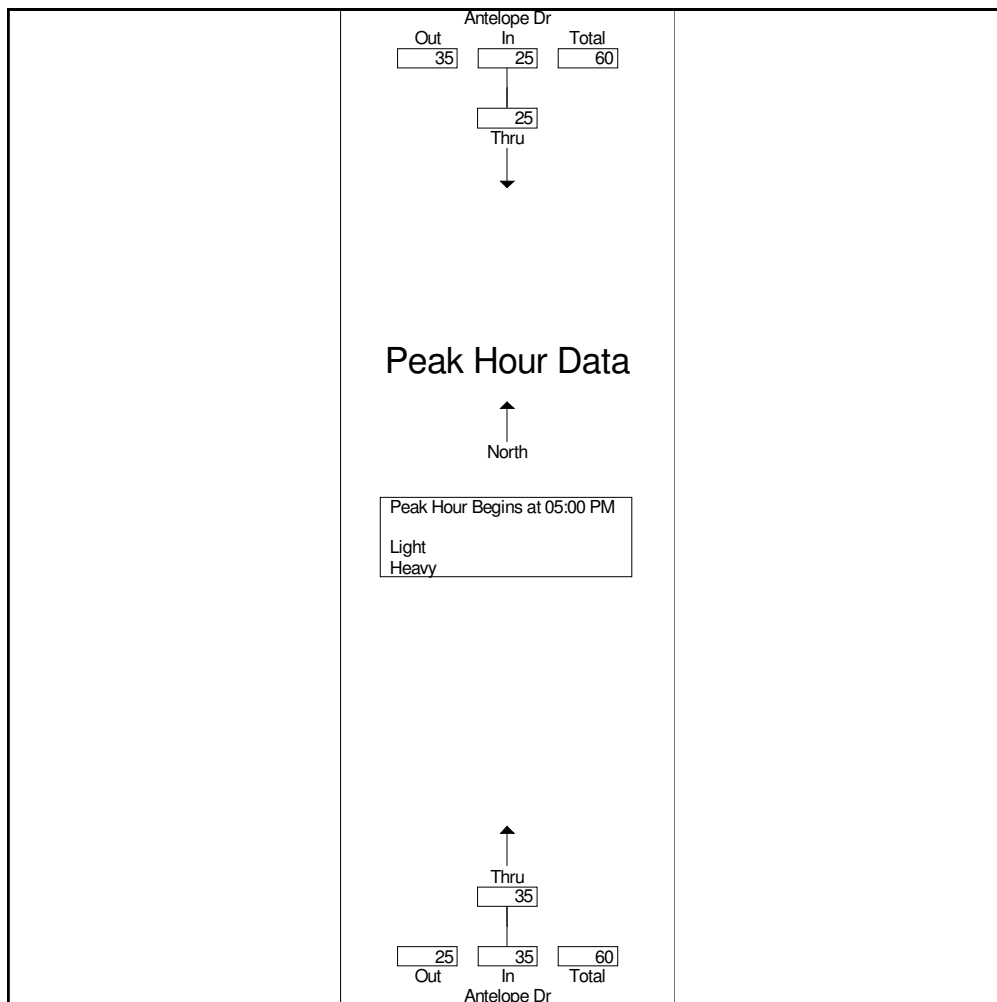 Antelope Dr
Out In Total
35 25 60
25
Thru
Peak Hour Data
North
Peak Hour Begins at 05:00 PM
Light
Heavy
Thru
35
25 35 60
Out In Total
Antelope Dr